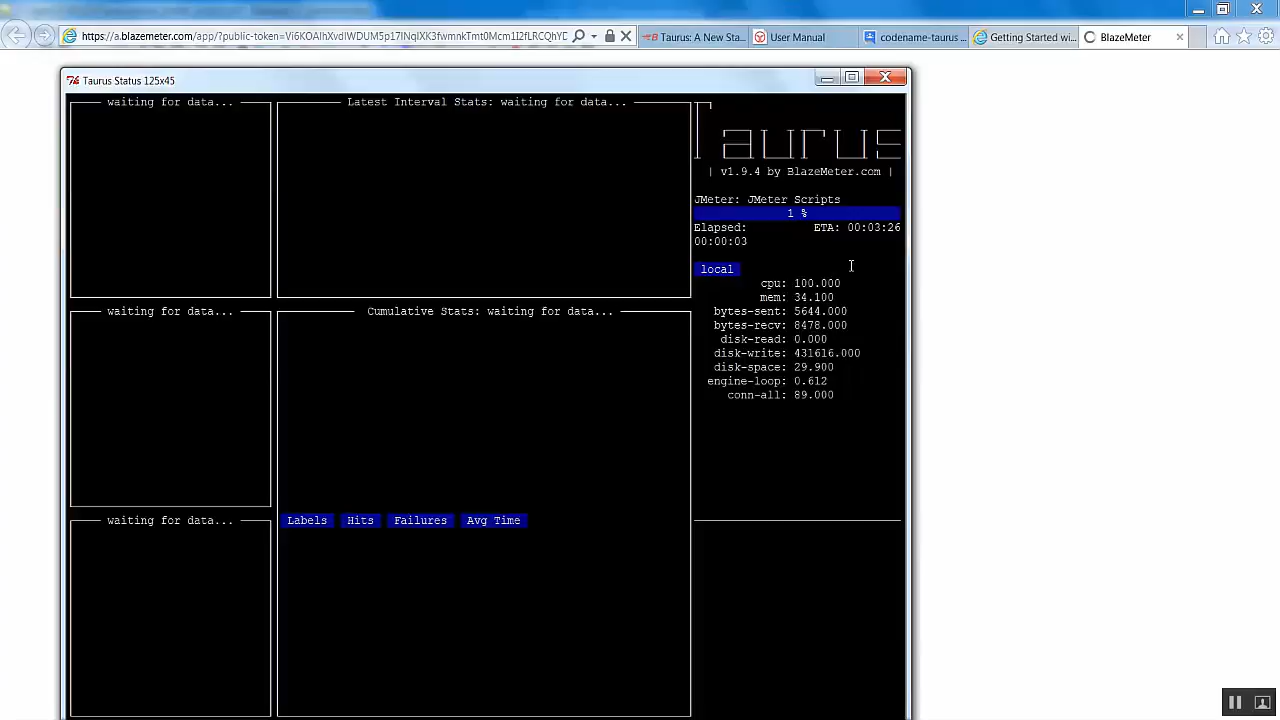 https://a.blazemeter.com/app/?public-token=
Taurus: A New Sta...
User Manual
codename-taurus ...
Getting Started wi...
BlazeMeter
Taurus Status 125x45
waiting for data...
Latest Interval Stats: waiting for data...
Taurus
| v1.9.4 by BlazeMeter.com |
JMeter: JMeter Scripts
1 %
Elapsed: ETA: 00:03:26
00:00:03
local
cpu: 100.000
mem: 34.100
bytes-sent: 5644.000
bytes-recv: 8478.000
disk-read: 0.000
disk-write: 431616.000
disk-space: 29.900
engine-loop: 0.612
conn-all: 89.000
waiting for data...
Cumulative Stats: waiting for data...
waiting for data...
Labels Hits Failures Avg Time